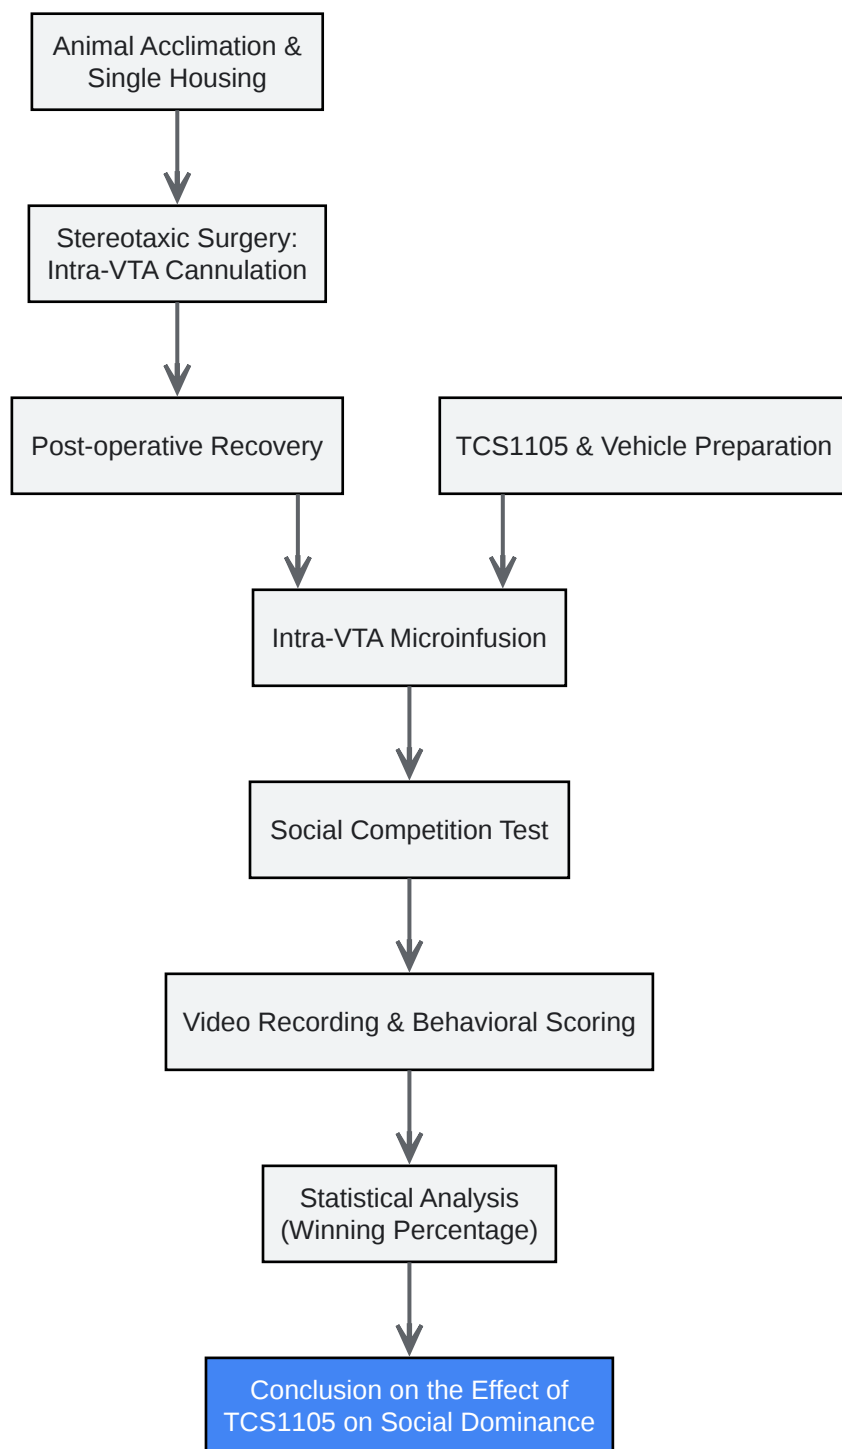 Animal Acclimation &
Single Housing
Stereotaxic Surgery:
Intra-VTA Cannulation
Post-operative Recovery
TCS1105 & Vehicle Preparation
Intra-VTA Microinfusion
Social Competition Test
Video Recording & Behavioral Scoring
Statistical Analysis
(Winning Percentage)
Conclusion on the Effect of
TCS1105 on Social Dominance